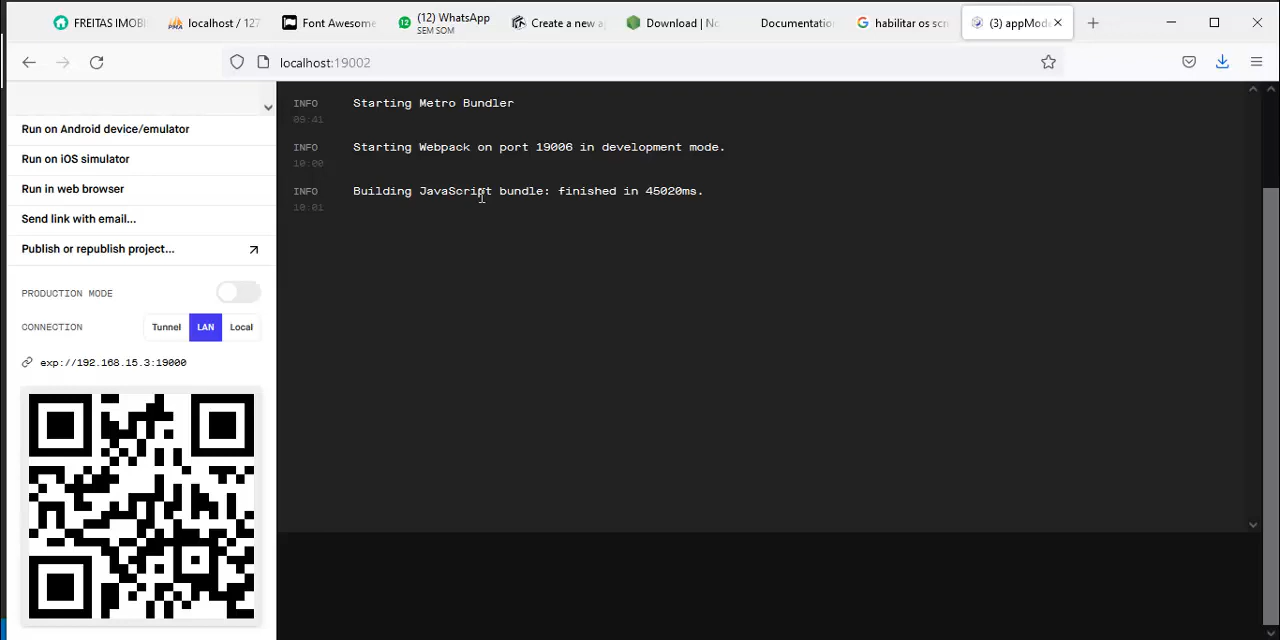 FREITAS IMOBI
localhost / 127
Font Awesome
(12) WhatsApp
SEM SOM
Create a new a
Download | No
Documentatio
habilitar os scr
(3) appMod
localhost:19002
Run on Android device/emulator
Run on iOS simulator
Run in web browser
Send link with email...
Publish or republish project...
PRODUCTION MODE
CONNECTION
Tunnel
LAN
Local
exp://192.168.15.3:19000
INFO Starting Metro Bundler
09:41
INFO Starting Webpack on port 19006 in development mode.
10:00
INFO Building JavaScript bundle: finished in 45020ms.
10:01